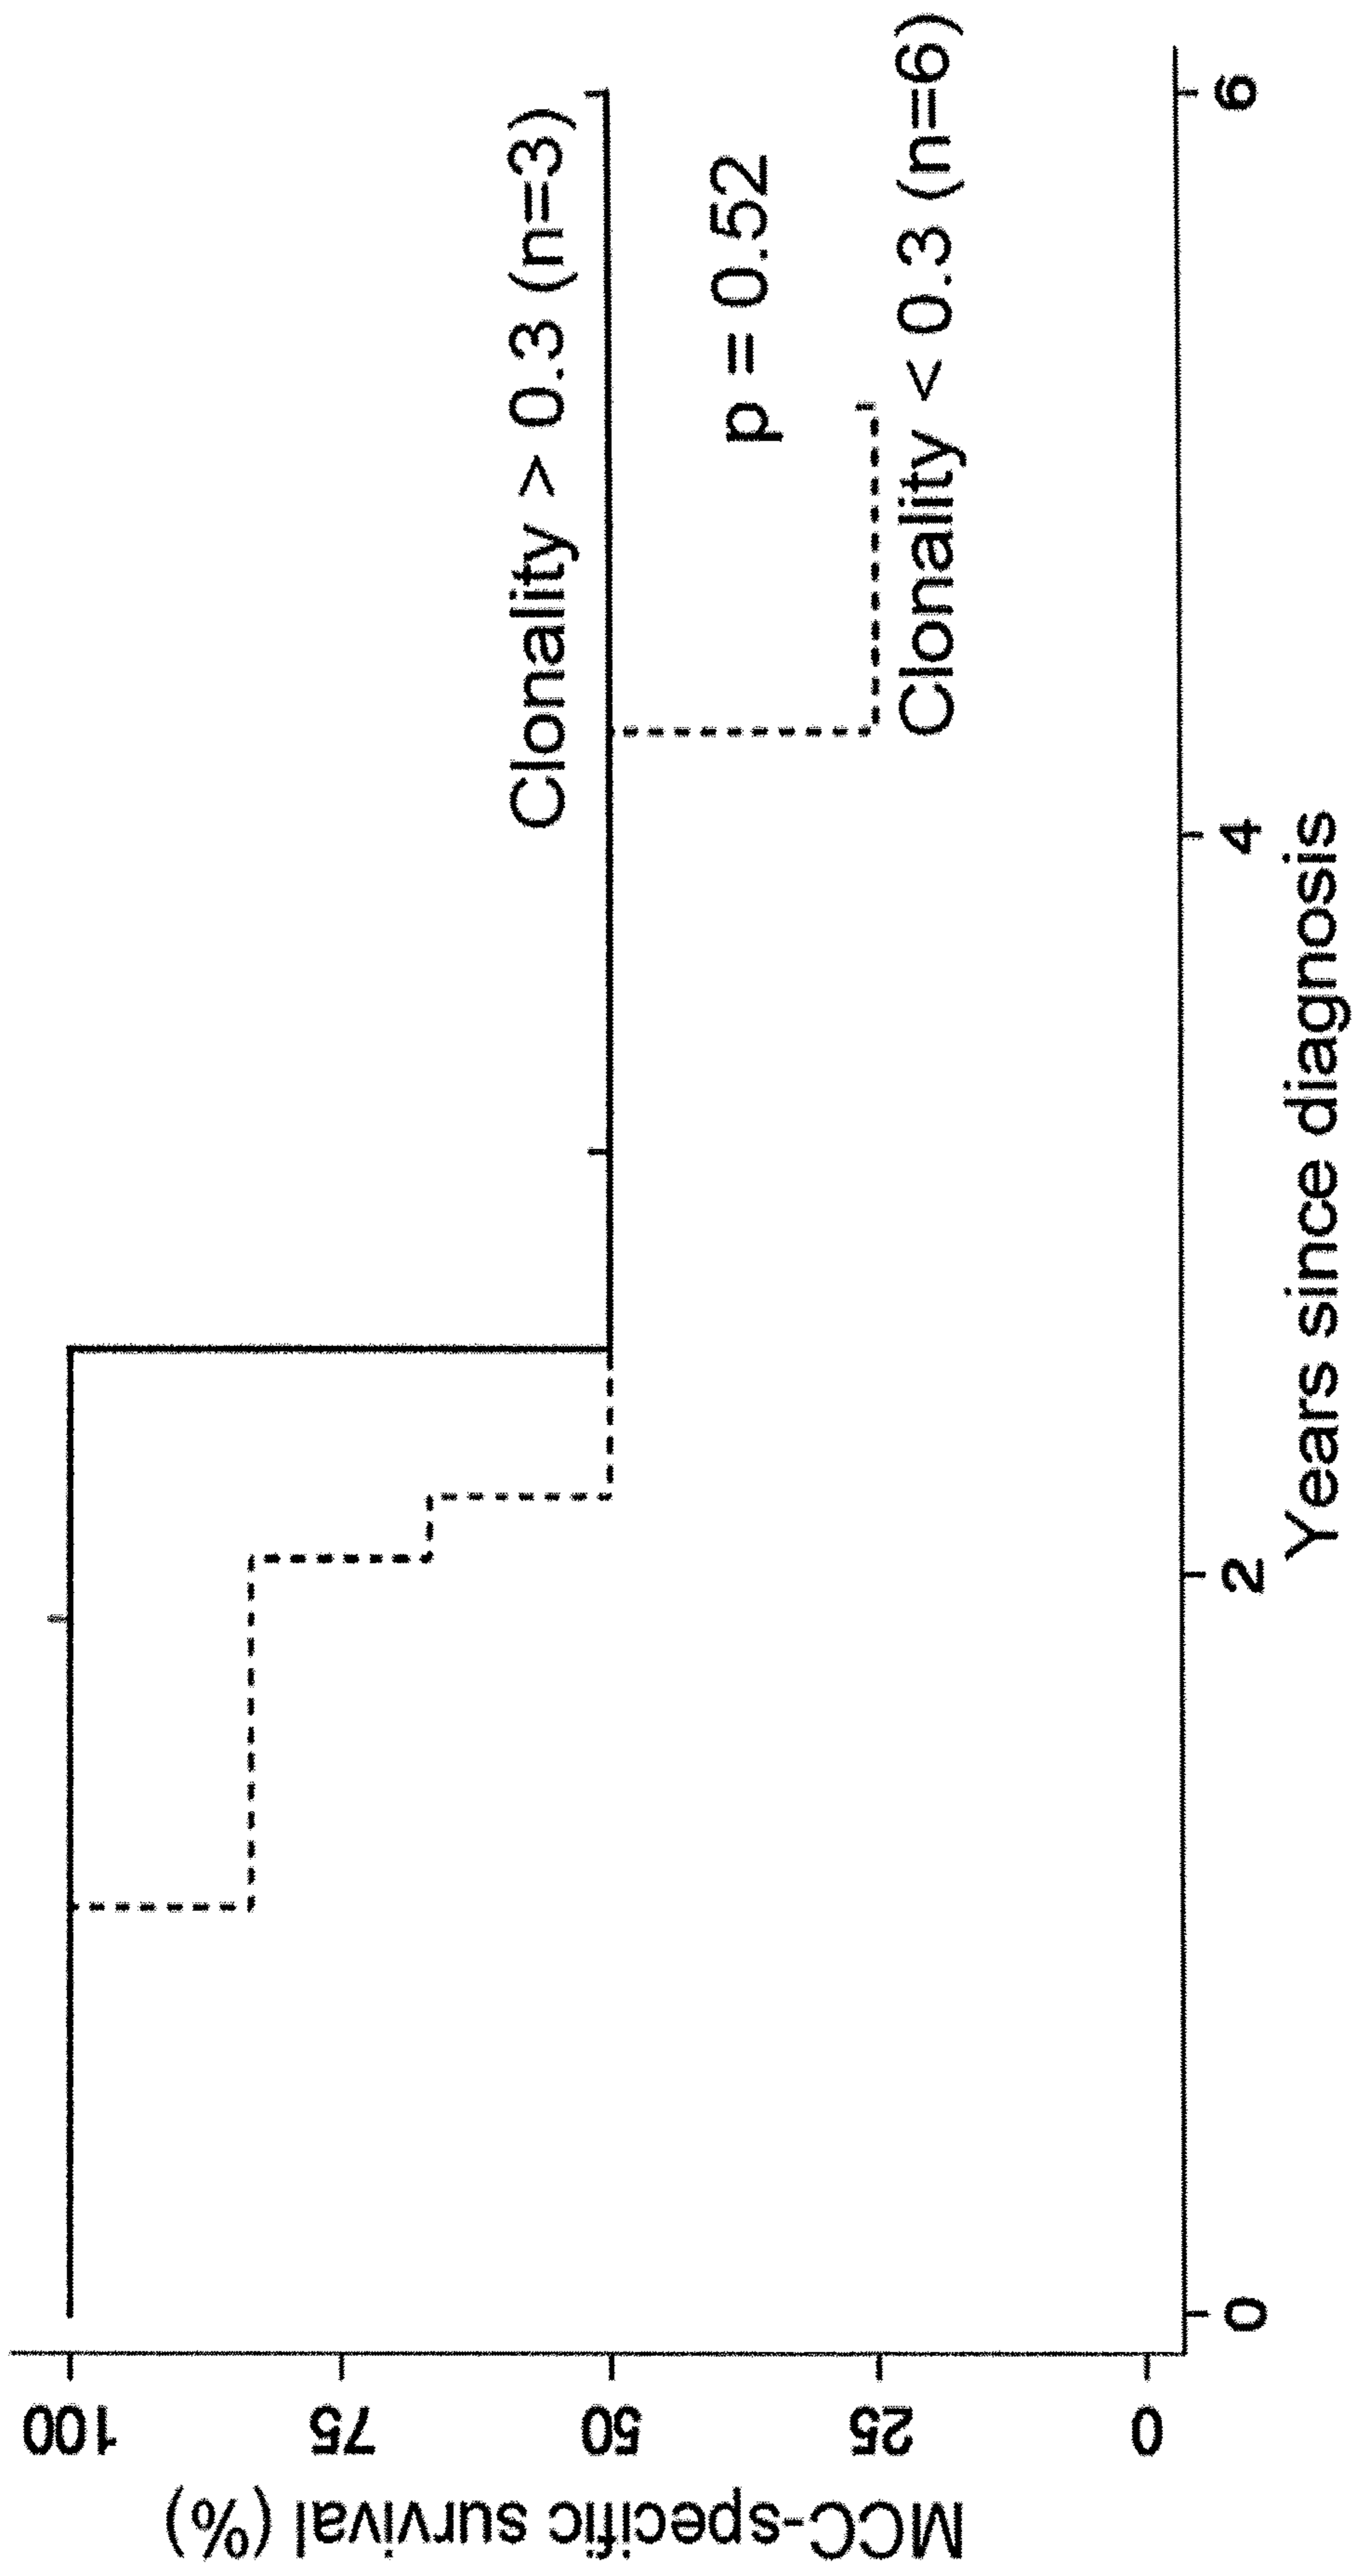 MCC-specific survival (%)
100
75
50
25
0
Clonality > 0.3 (n=3)
p = 0.52
Clonality < 0.3 (n=6)
0
2
4
6
Years since diagnosis